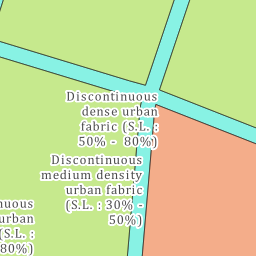 Discontinuous
dense urban
fabric (S.L. :
50% -  80%)
Discontinuous
medium density
urban fabric
(S.L. : 30% -
50%)
urban
(S.L. :
80%)